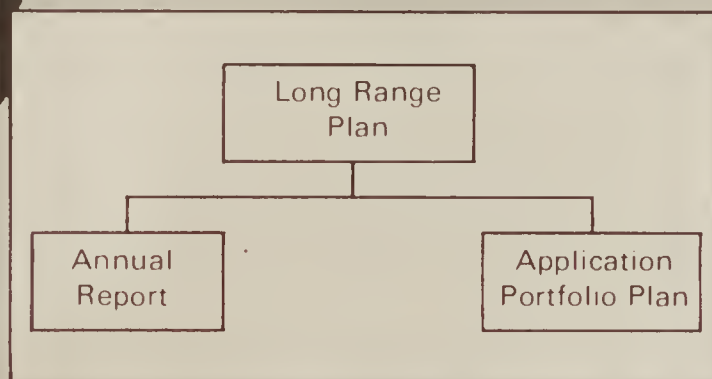 Long Range
Plan
Annual
Report
Application
Portfolio Plan